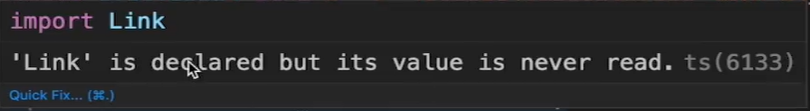 import Link
'Link' is declared but its value is never read. ts(6133)
Quick Fix... (⌘.)